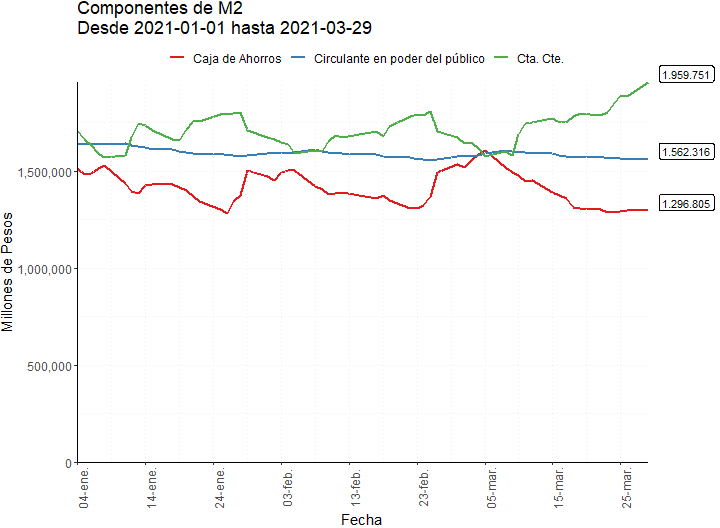 Componentes de M2
Desde 2021-01-01 hasta 2021-03-29
Caja de Ahorros Circulante en poder del público Cta. Cte.
1.959.751
1.562.316
1.296.805
1,500,000
1,000,000
500,000
0
Millones de Pesos
04-ene.
14-ene.
24-ene.
03-feb.
13-feb.
23-feb.
05-mar.
15-mar.
25-mar.
Fecha